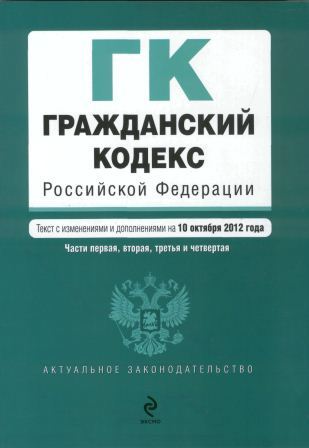 ГК
ГРАЖДАНСКИЙ
КОДЕКС
Российской Федерации
Текст с изменениями и дополнениями на 10 октября 2012 года
Части первая, вторая, третья и четвертая
АКТУАЛЬНОЕ ЗАКОНОДАТЕЛЬСТВО
ЭКСМО